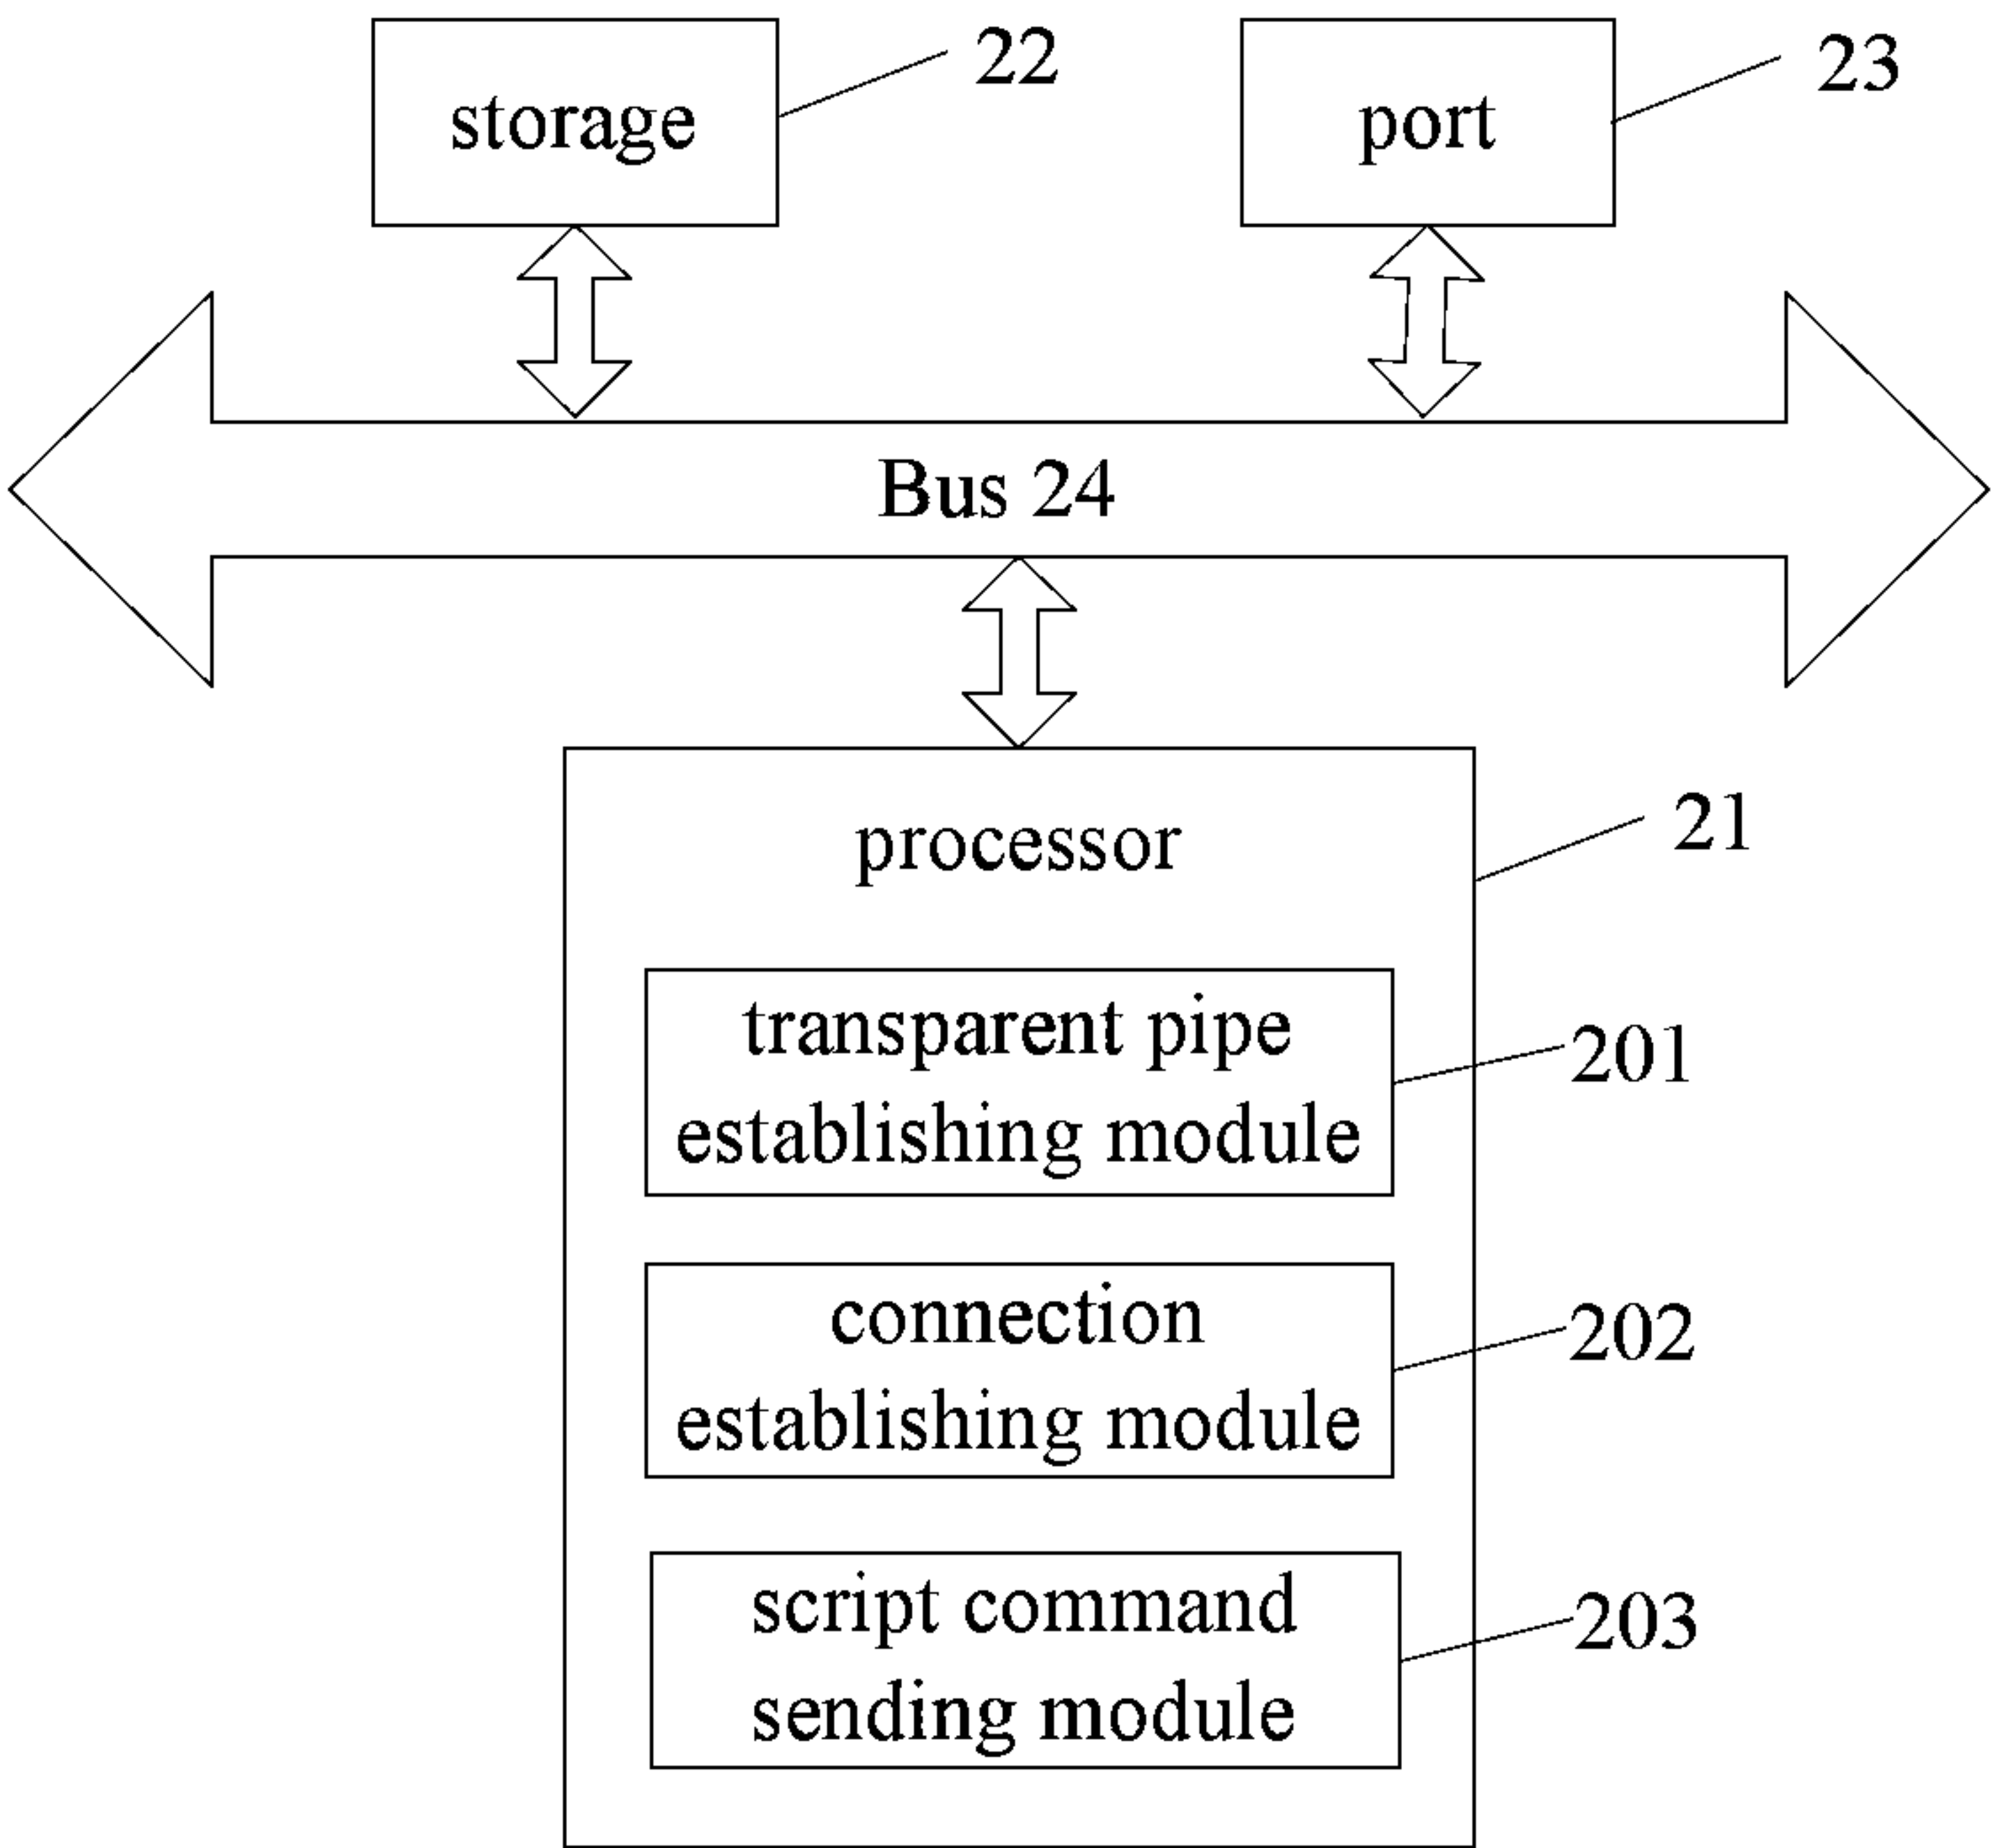 storage
22
port
23
Bus 24
processor
21
transparent pipe
establishing module
201
connection
establishing module
202
script command
sending module
203